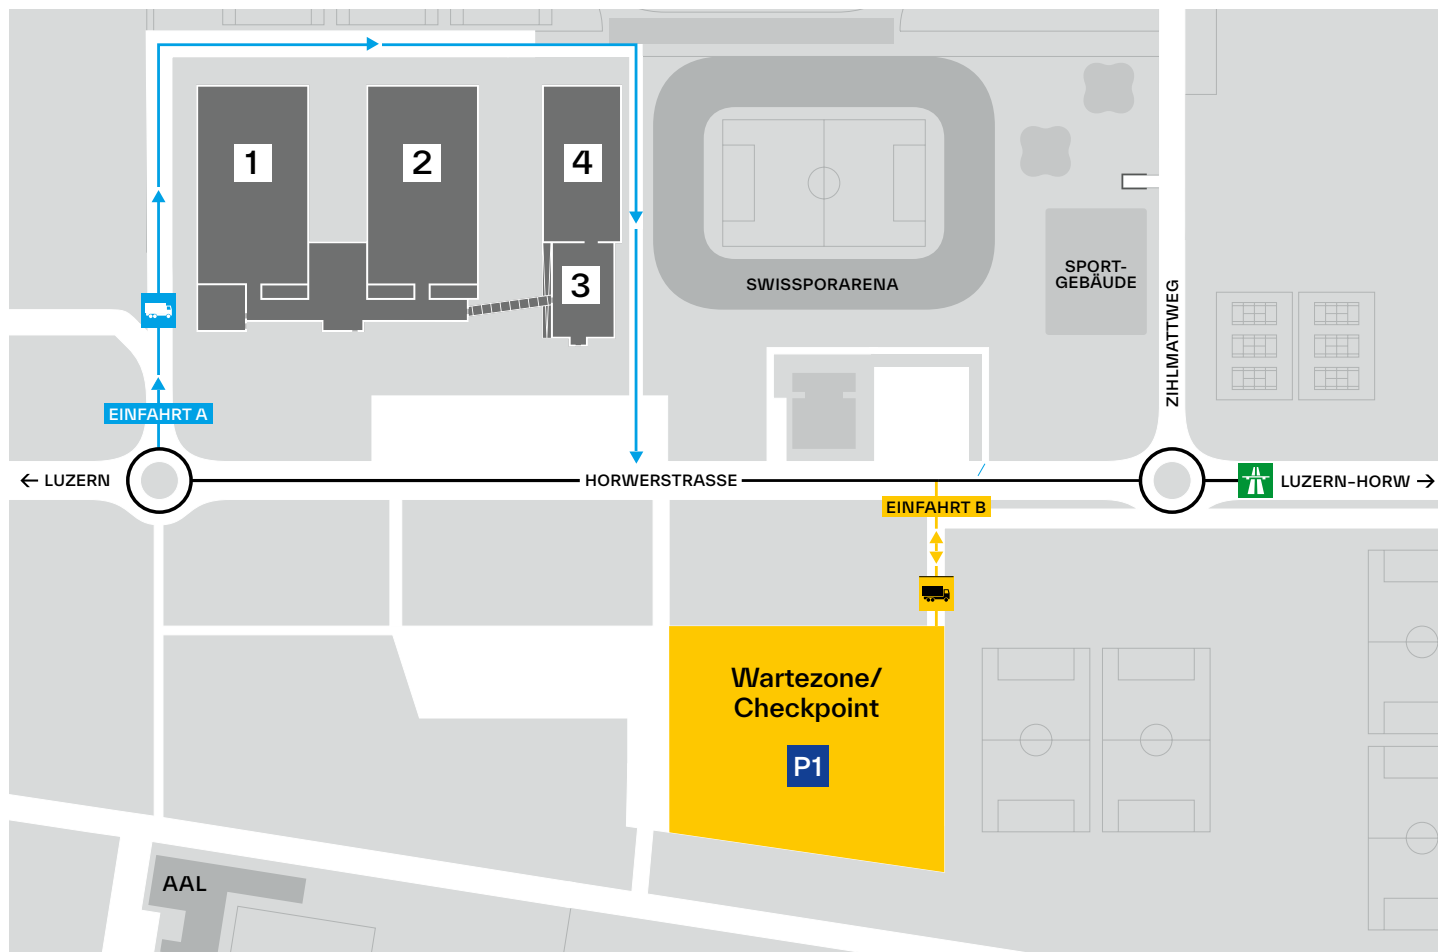 1
2
4
3
SWISSPORARENA
SPORT-
GEBÄUDE
ZIHLMATTWEG
EINFAHRT A
← LUZERN
HORWERSTRASSE
LUZERN–HORW →
EINFAHRT B
Wartezone/
Checkpoint
P1
AAL